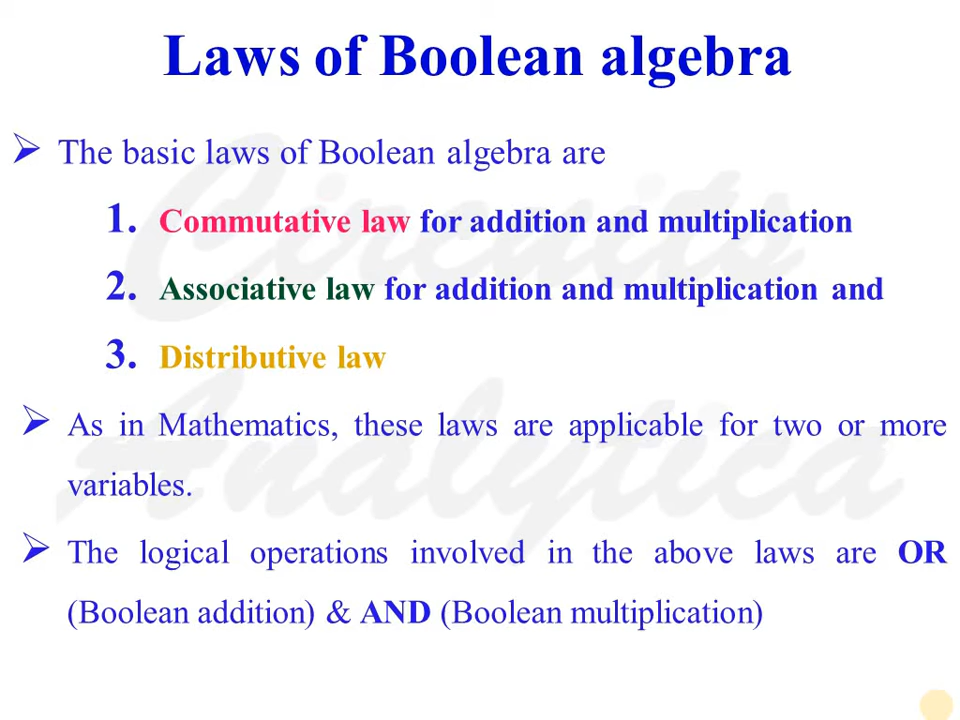 Laws of Boolean algebra
➢ The basic laws of Boolean algebra are
1. Commutative law for addition and multiplication
2. Associative law for addition and multiplication and
3. Distributive law
➢ As in Mathematics, these laws are applicable for two or more
variables.
➢ The logical operations involved in the above laws are OR
(Boolean addition) & AND (Boolean multiplication)
Circuits
Analytica